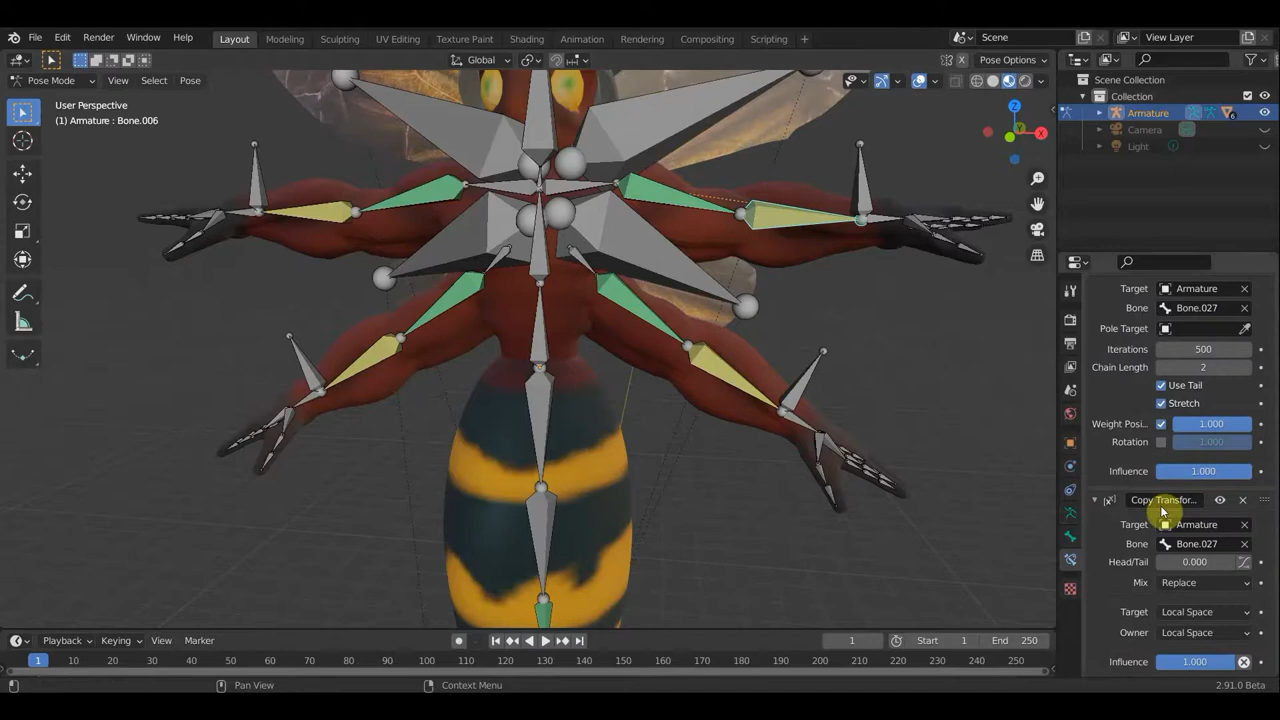 File Edit Render Window Help
Layout Modeling Sculpting UV Editing Texture Paint Shading Animation Rendering Compositing Scripting +
Scene
View Layer
Global
X Pose Options
Pose Mode View Select Pose
User Perspective
(1) Armature : Bone.006
Z
Y
X
Scene Collection
Collection
Armature
6
Camera
Light
Target Armature
Bone Bone.027
Pole Target
Iterations 500
Chain Length 2
Use Tail
Stretch
Weight Posi... 1.000
Rotation 1.000
Influence 1.000
Copy Transfor...
Target Armature
Bone Bone.027
Head/Tail 0.000
Mix Replace
Target Local Space
Owner Local Space
Influence 1.000
Playback Keying View Marker
1 Start 1 End 250
1 10 20 30 40 50 60 70 80 90 100 110 120 130 140 150 160 170 180 190 200 210 220 230 240 250
Pan View Context Menu 2.91.0 Beta